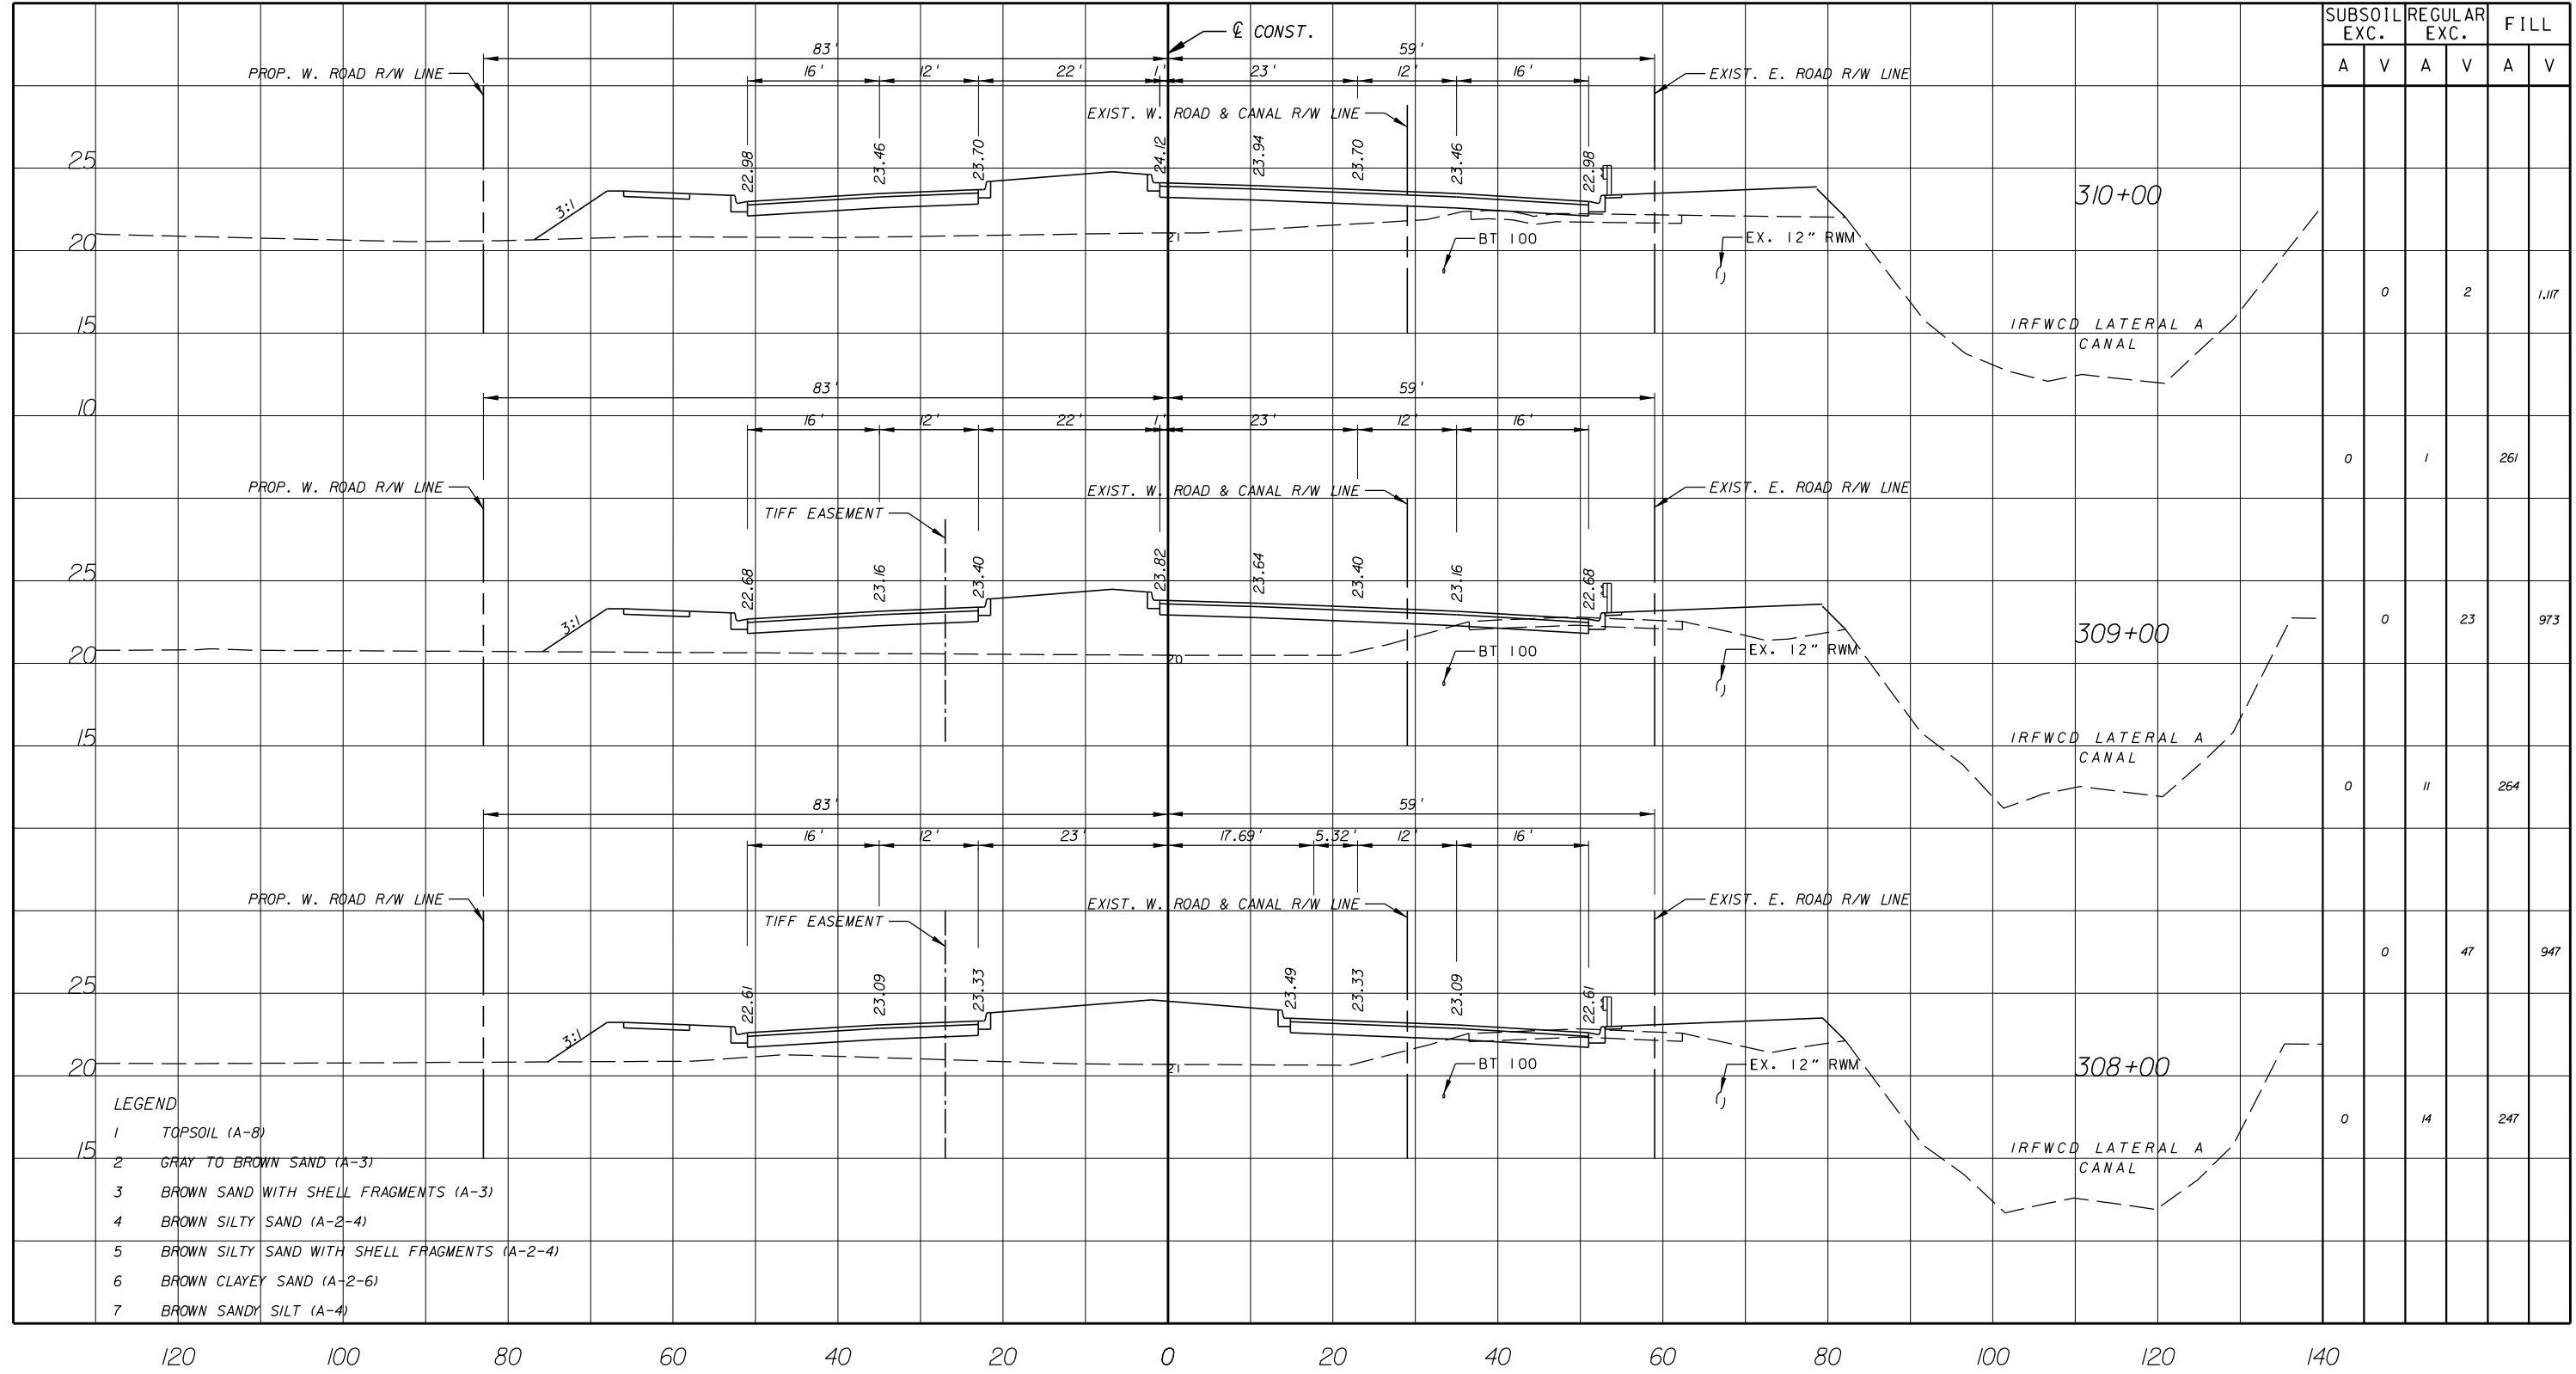 SUBSOIL EXC. REGULAR EXC. FILL
A V A V A V
℄ CONST.
83' 59'
16' 12' 22' 1' 23' 12' 16'
PROP. W. ROAD R/W LINE
EXIST. E. ROAD R/W LINE
EXIST. W. ROAD & CANAL R/W LINE
22.98 23.46 23.70 24.12 23.94 23.70 23.46 22.98
25
310+00
3:1
21
20
BT 100
EX. 12" RWM
0 2 1,117
15
IRFWCD LATERAL A
CANAL
83' 59'
10
16' 12' 22' 1' 23' 12' 16'
0 1 261
PROP. W. ROAD R/W LINE
EXIST. W. ROAD & CANAL R/W LINE
EXIST. E. ROAD R/W LINE
TIFF EASEMENT
22.68 23.16 23.40 23.82 23.64 23.40 23.16 22.68
25
3:1
309+00
0 23 973
20
20
BT 100
EX. 12" RWM
15
IRFWCD LATERAL A
CANAL
0 11 264
83' 59'
16' 12' 23' 17.69' 5.32' 12' 16'
PROP. W. ROAD R/W LINE
EXIST. W. ROAD & CANAL R/W LINE
EXIST. E. ROAD R/W LINE
TIFF EASEMENT
0 47 947
22.61 23.09 23.33 23.49 23.33 23.09 22.61
25
3:1
20
21
BT 100
EX. 12" RWM
308+00
LEGEND
0 14 247
15
IRFWCD LATERAL A
CANAL
1 TOPSOIL (A-8)
2 GRAY TO BROWN SAND (A-3)
3 BROWN SAND WITH SHELL FRAGMENTS (A-3)
4 BROWN SILTY SAND (A-2-4)
5 BROWN SILTY SAND WITH SHELL FRAGMENTS (A-2-4)
6 BROWN CLAYEY SAND (A-2-6)
7 BROWN SANDY SILT (A-4)
120 100 80 60 40 20 0 20 40 60 80 100 120 140